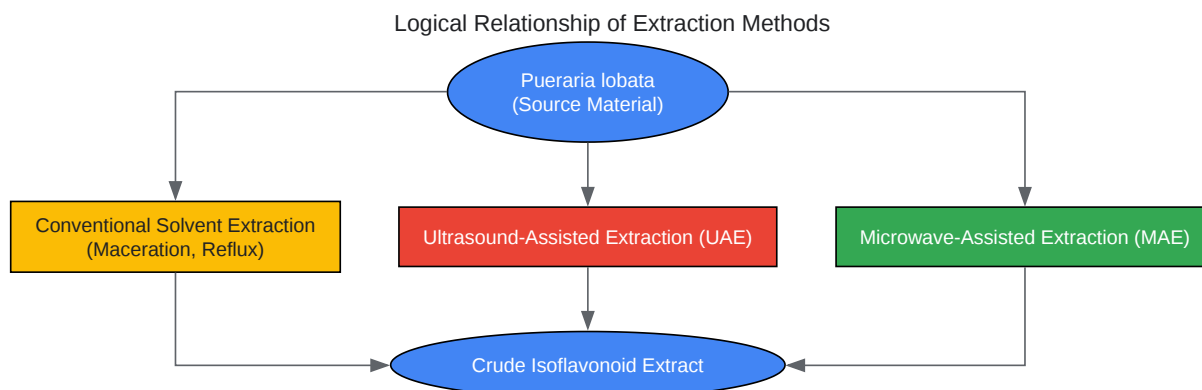 Logical Relationship of Extraction Methods
Pueraria lobata
(Source Material)
Conventional Solvent Extraction
(Maceration, Reflux)
Ultrasound-Assisted Extraction (UAE)
Microwave-Assisted Extraction (MAE)
Crude Isoflavonoid Extract